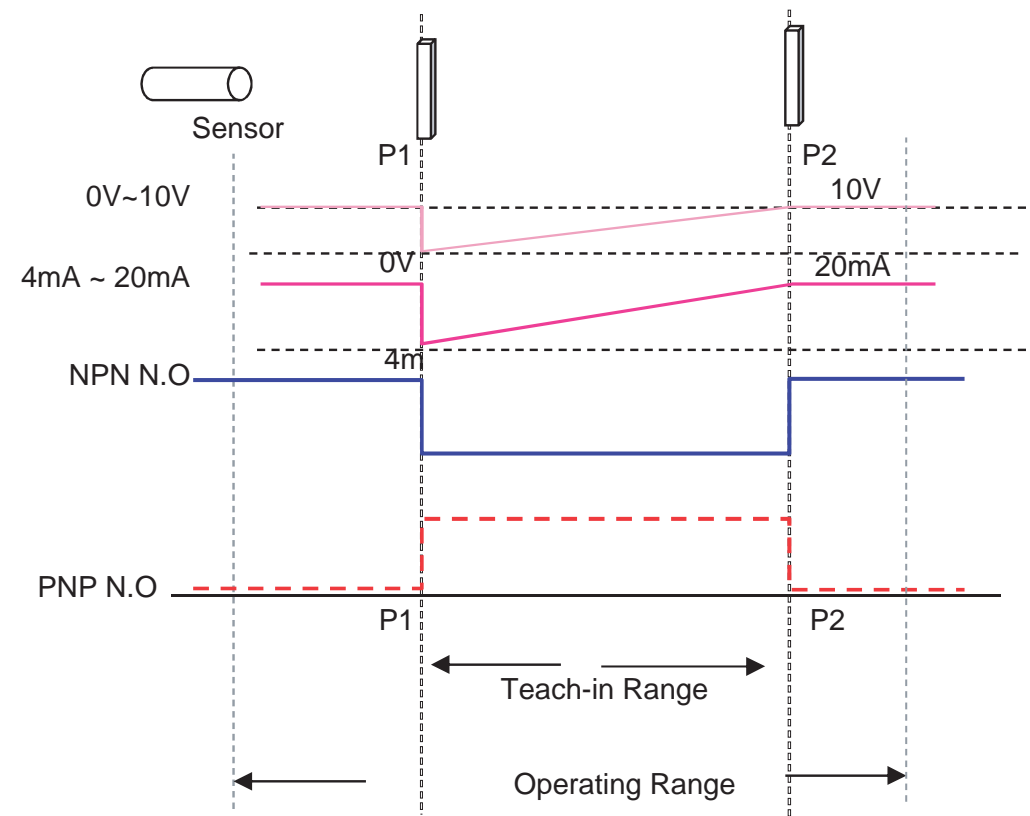 Sensor
P1
P2
0V~10V
10V
0V
4mA ~ 20mA
20mA
4m
NPN N.O
PNP N.O
P1
P2
Teach-in Range
Operating Range